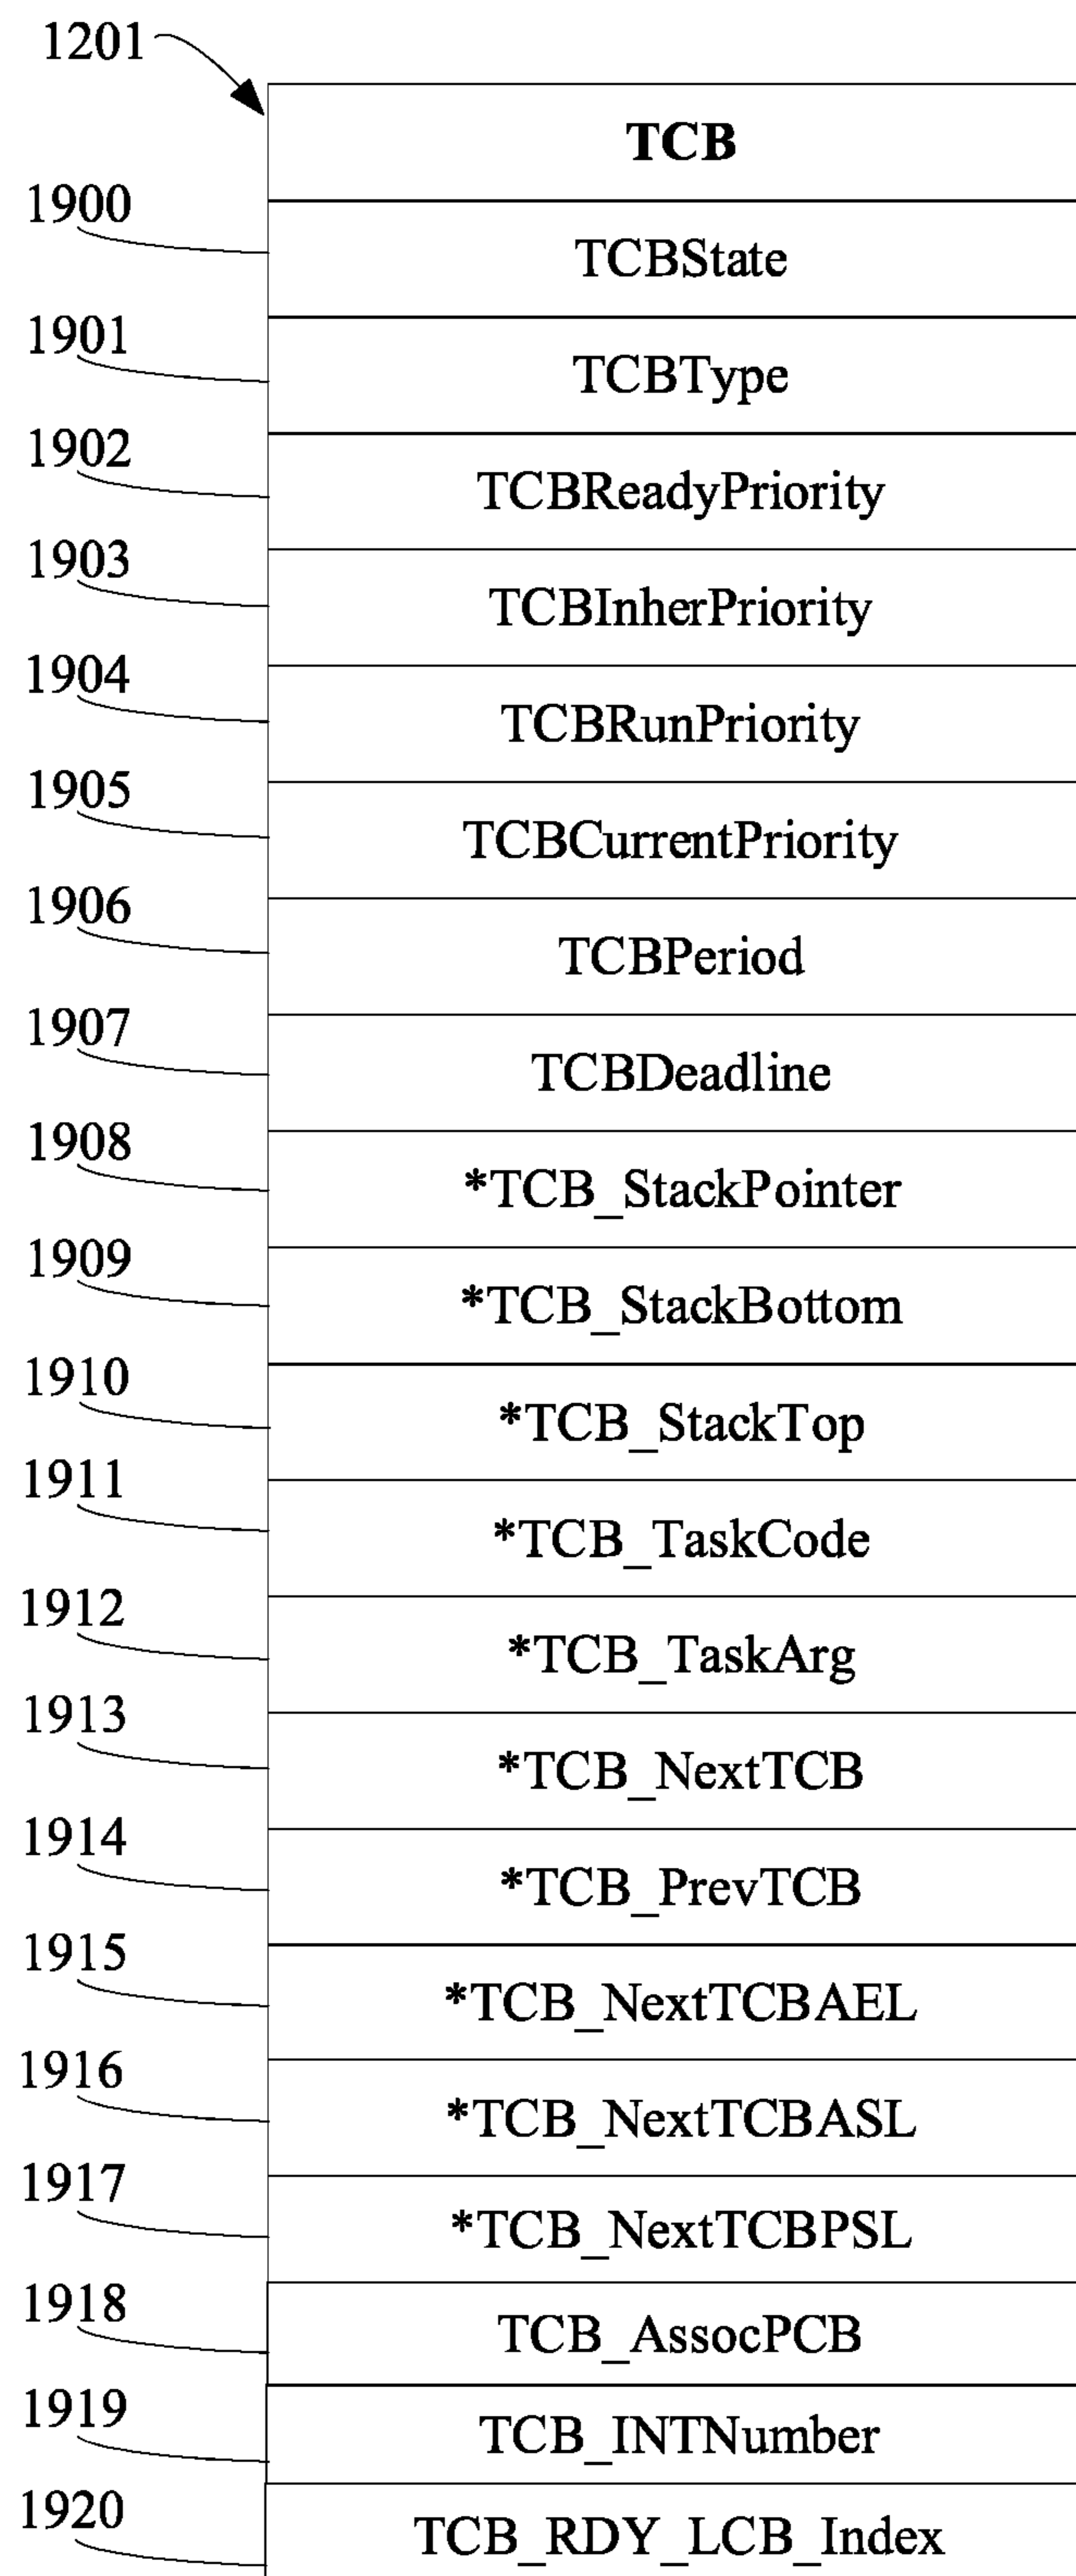 1201
TCB
1900
TCBState
1901
TCBType
1902
TCBReadyPriority
1903
TCBInherPriority
1904
TCBRunPriority
1905
TCBCurrentPriority
1906
TCBPeriod
1907
TCBDeadline
1908
*TCB_StackPointer
1909
*TCB_StackBottom
1910
*TCB_StackTop
1911
*TCB_TaskCode
1912
*TCB_TaskArg
1913
*TCB_NextTCB
1914
*TCB_PrevTCB
1915
*TCB_NextTCBAEL
1916
*TCB_NextTCBASL
1917
*TCB_NextTCBPSL
1918
TCB_AssocPCB
1919
TCB_INTNumber
1920
TCB_RDY_LCB_Index